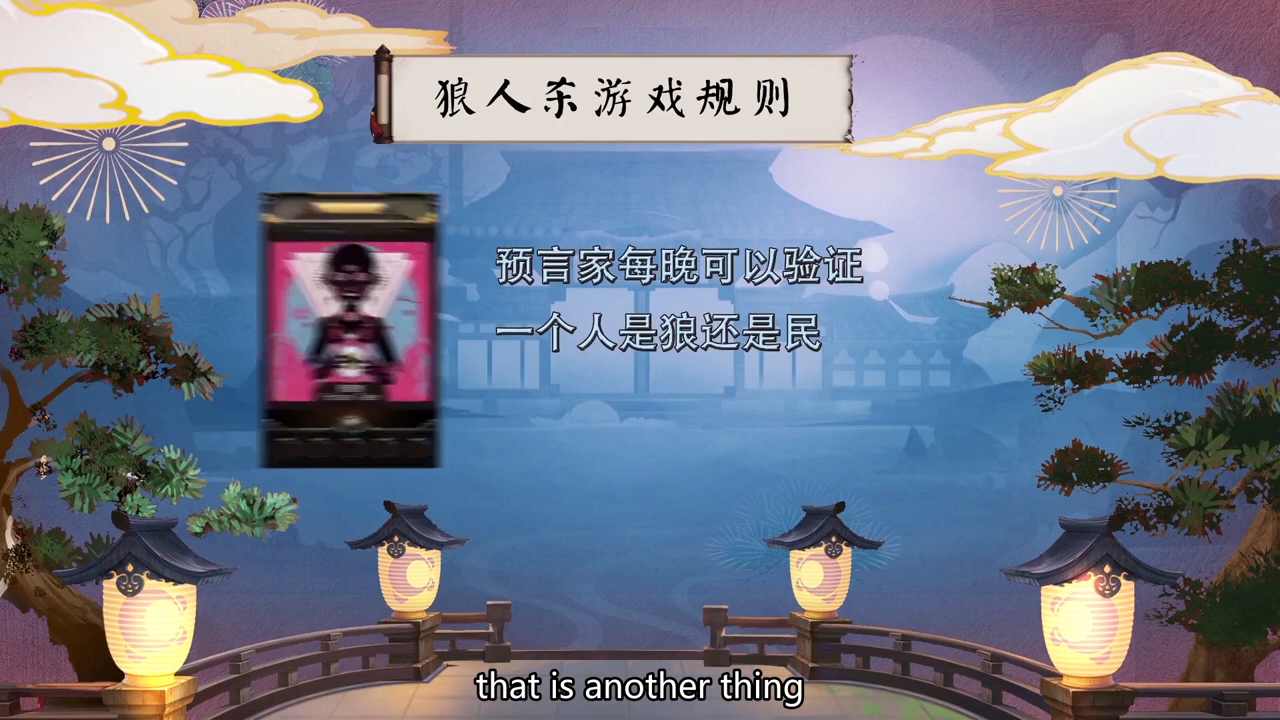 狼人杀游戏规则
预言家每晚可以验证
一个人是狼还是民
that is another thing